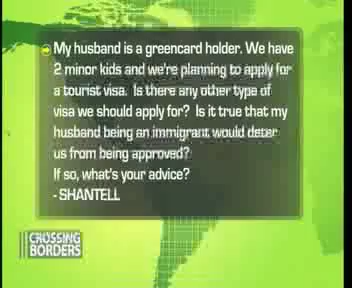 My husband is a greencard holder. We have
2 minor kids and we're planning to apply for
a tourist visa. Is there any other type of
visa we should apply for? Is it true that my
husband being an immigrant would deter
us from being approved?
If so, what's your advice?
- SHANTELL
CROSSING
BORDERS